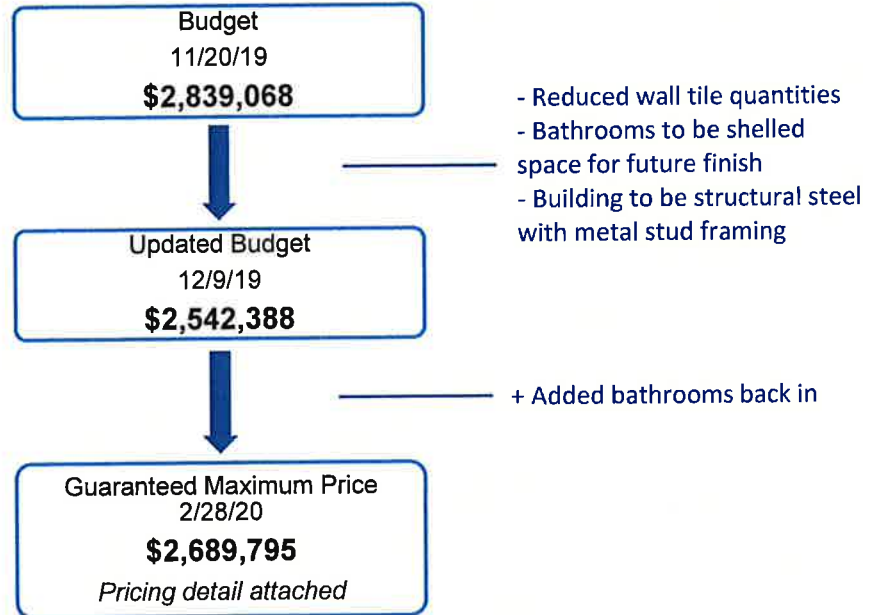 Budget
11/20/19
$2,839,068
- Reduced wall tile quantities
- Bathrooms to be shelled
space for future finish
- Building to be structural steel
with metal stud framing
Updated Budget
12/9/19
$2,542,388
+ Added bathrooms back in
Guaranteed Maximum Price
2/28/20
$2,689,795
Pricing detail attached